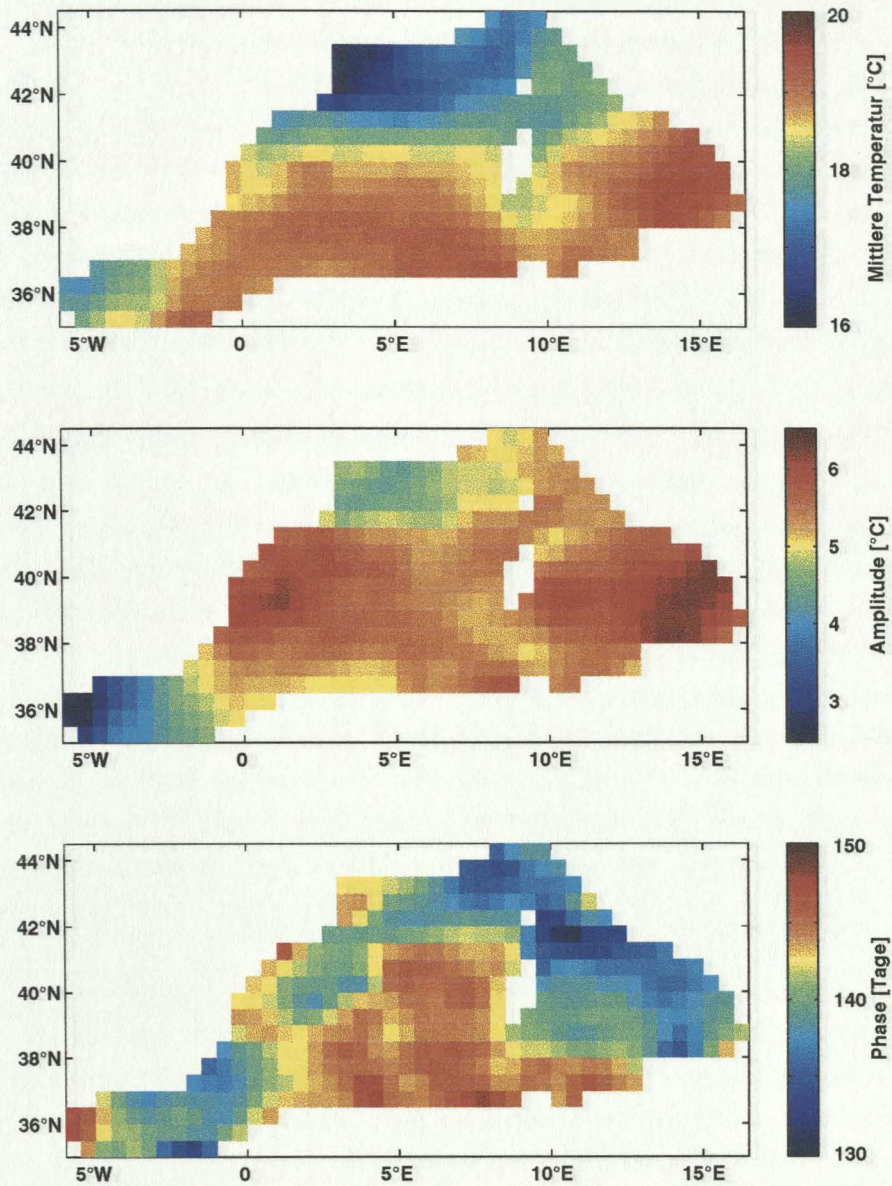 44°N
42°N
40°N
38°N
36°N
5°W 0 5°E 10°E 15°E
20
18
16
Mittlere Temperatur [°C]
44°N
42°N
40°N
38°N
36°N
5°W 0 5°E 10°E 15°E
6
5
4
3
Amplitude [°C]
44°N
42°N
40°N
38°N
36°N
5°W 0 5°E 10°E 15°E
150
140
130
Phase [Tage]